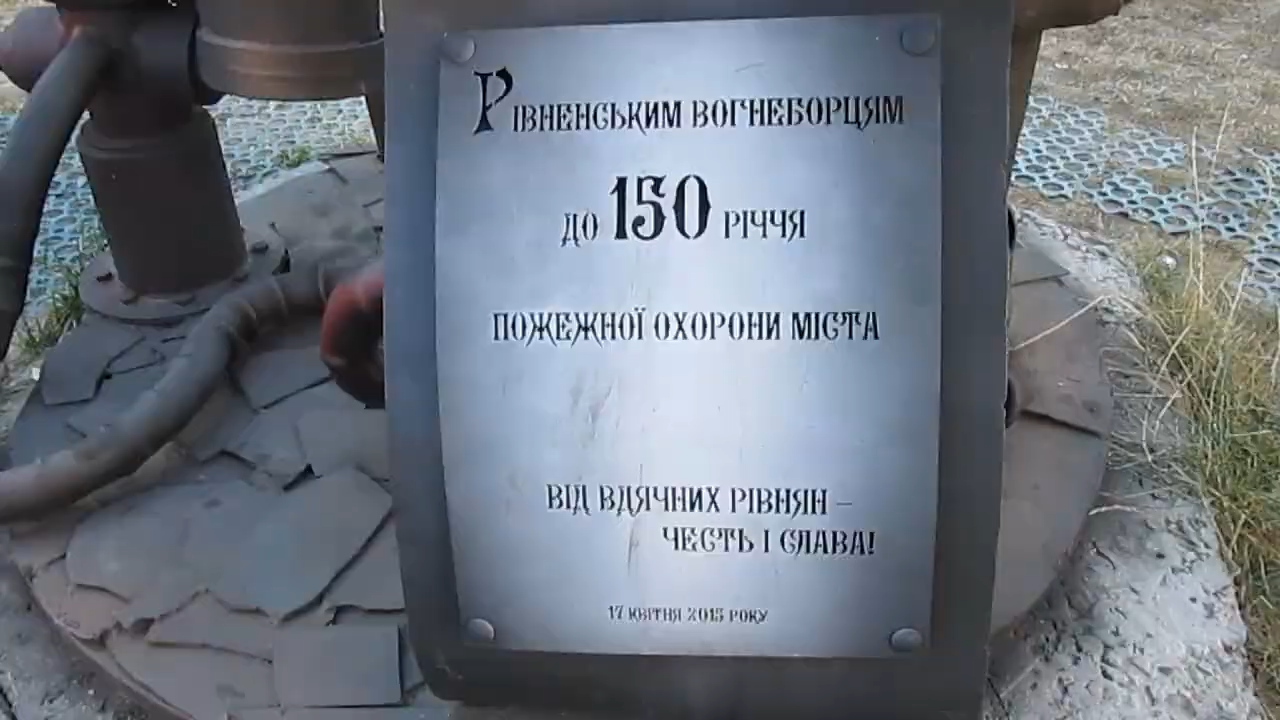 Рівненським вогнеборцям
до 150 річчя
пожежної охорони міста
від вдячних рівнян –
честь і слава!
17 квітня 2015 року